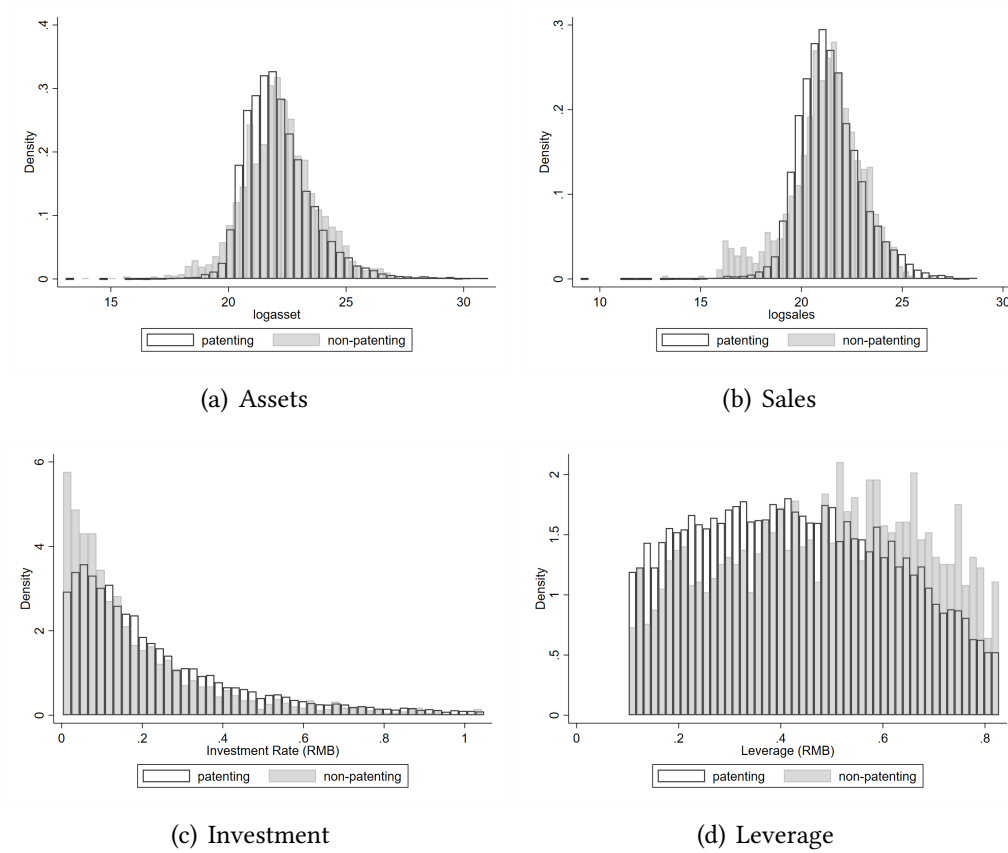 .4
.3
.2
.1
0
Density
15 20 25 30
logasset
patenting non-patenting
(a) Assets
.3
.2
.1
0
Density
10 15 20 25 30
logsales
patenting non-patenting
(b) Sales
6
4
2
0
Density
0 .2 .4 .6 .8 1
Investment Rate (RMB)
patenting non-patenting
(c) Investment
2
1.5
1
.5
0
Density
0 .2 .4 .6 .8
Leverage (RMB)
patenting non-patenting
(d) Leverage